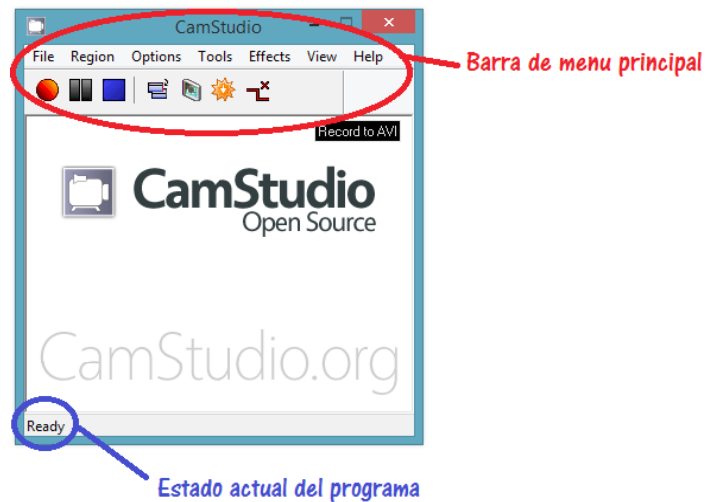 CamStudio
File Region Options Tools Effects View Help
Barra de menu principal
Record to AVI
CamStudio
Open Source
CamStudio.org
Ready
Estado actual del programa